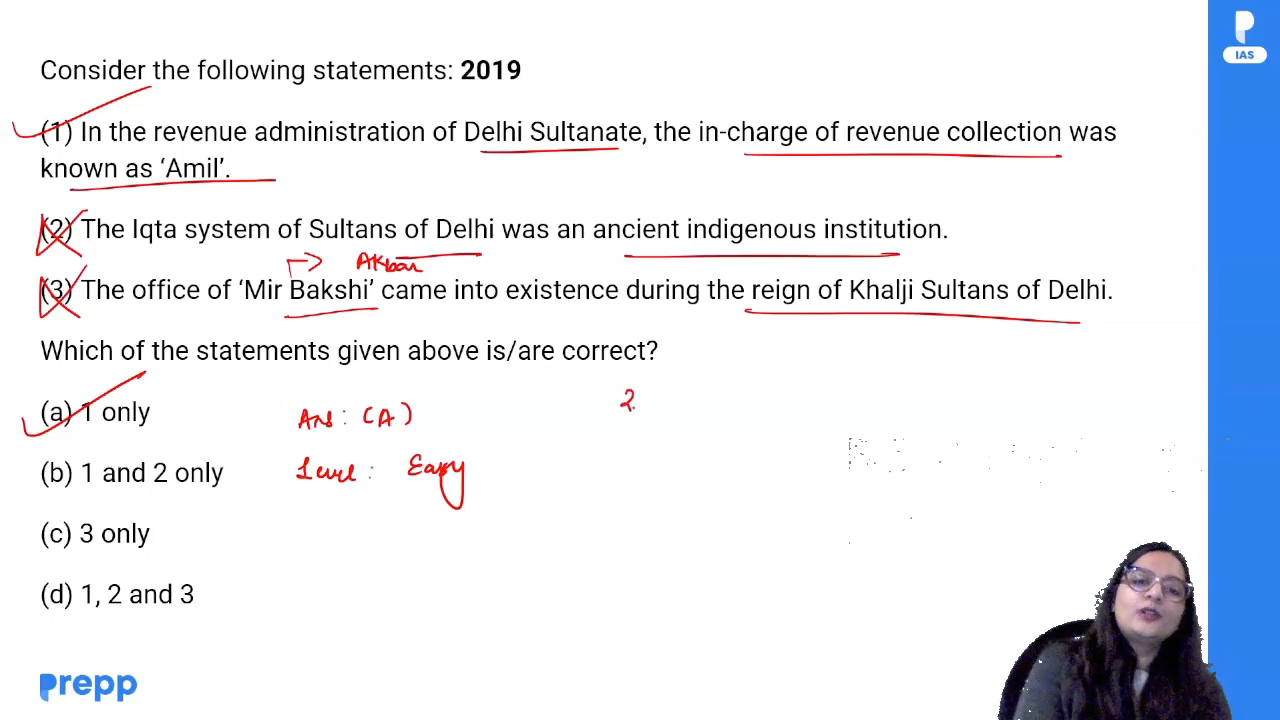 Consider the following statements: 2019
(1) In the revenue administration of Delhi Sultanate, the in-charge of revenue collection was
known as ‘Amil’.
(2) The Iqta system of Sultans of Delhi was an ancient indigenous institution.
Akbar
(3) The office of ‘Mir Bakshi’ came into existence during the reign of Khalji Sultans of Delhi.
Which of the statements given above is/are correct?
(a) 1 only
Ans: (A)
2
(b) 1 and 2 only
Level: Easy
(c) 3 only
(d) 1, 2 and 3
prepp
IAS